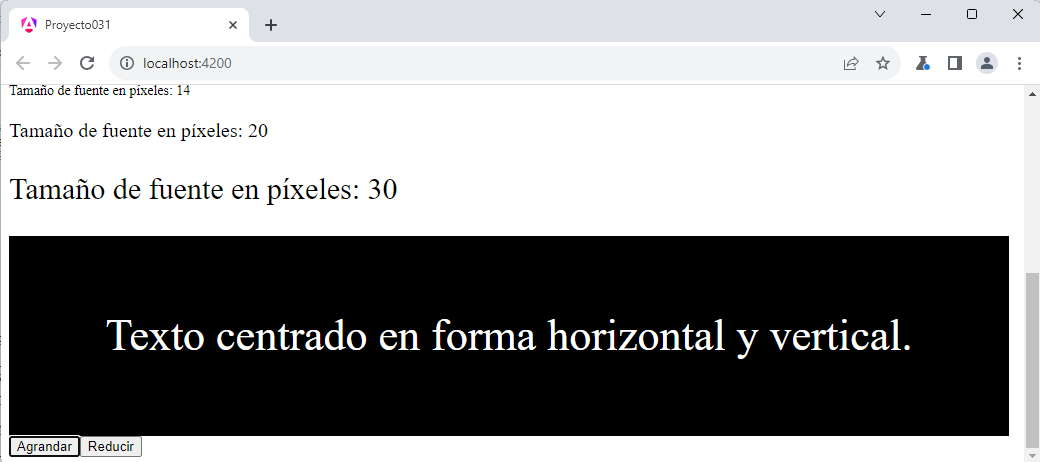 Proyecto031
localhost:4200
Tamaño de fuente en píxeles: 14
Tamaño de fuente en píxeles: 20
Tamaño de fuente en píxeles: 30
Texto centrado en forma horizontal y vertical.
Agrandar Reducir